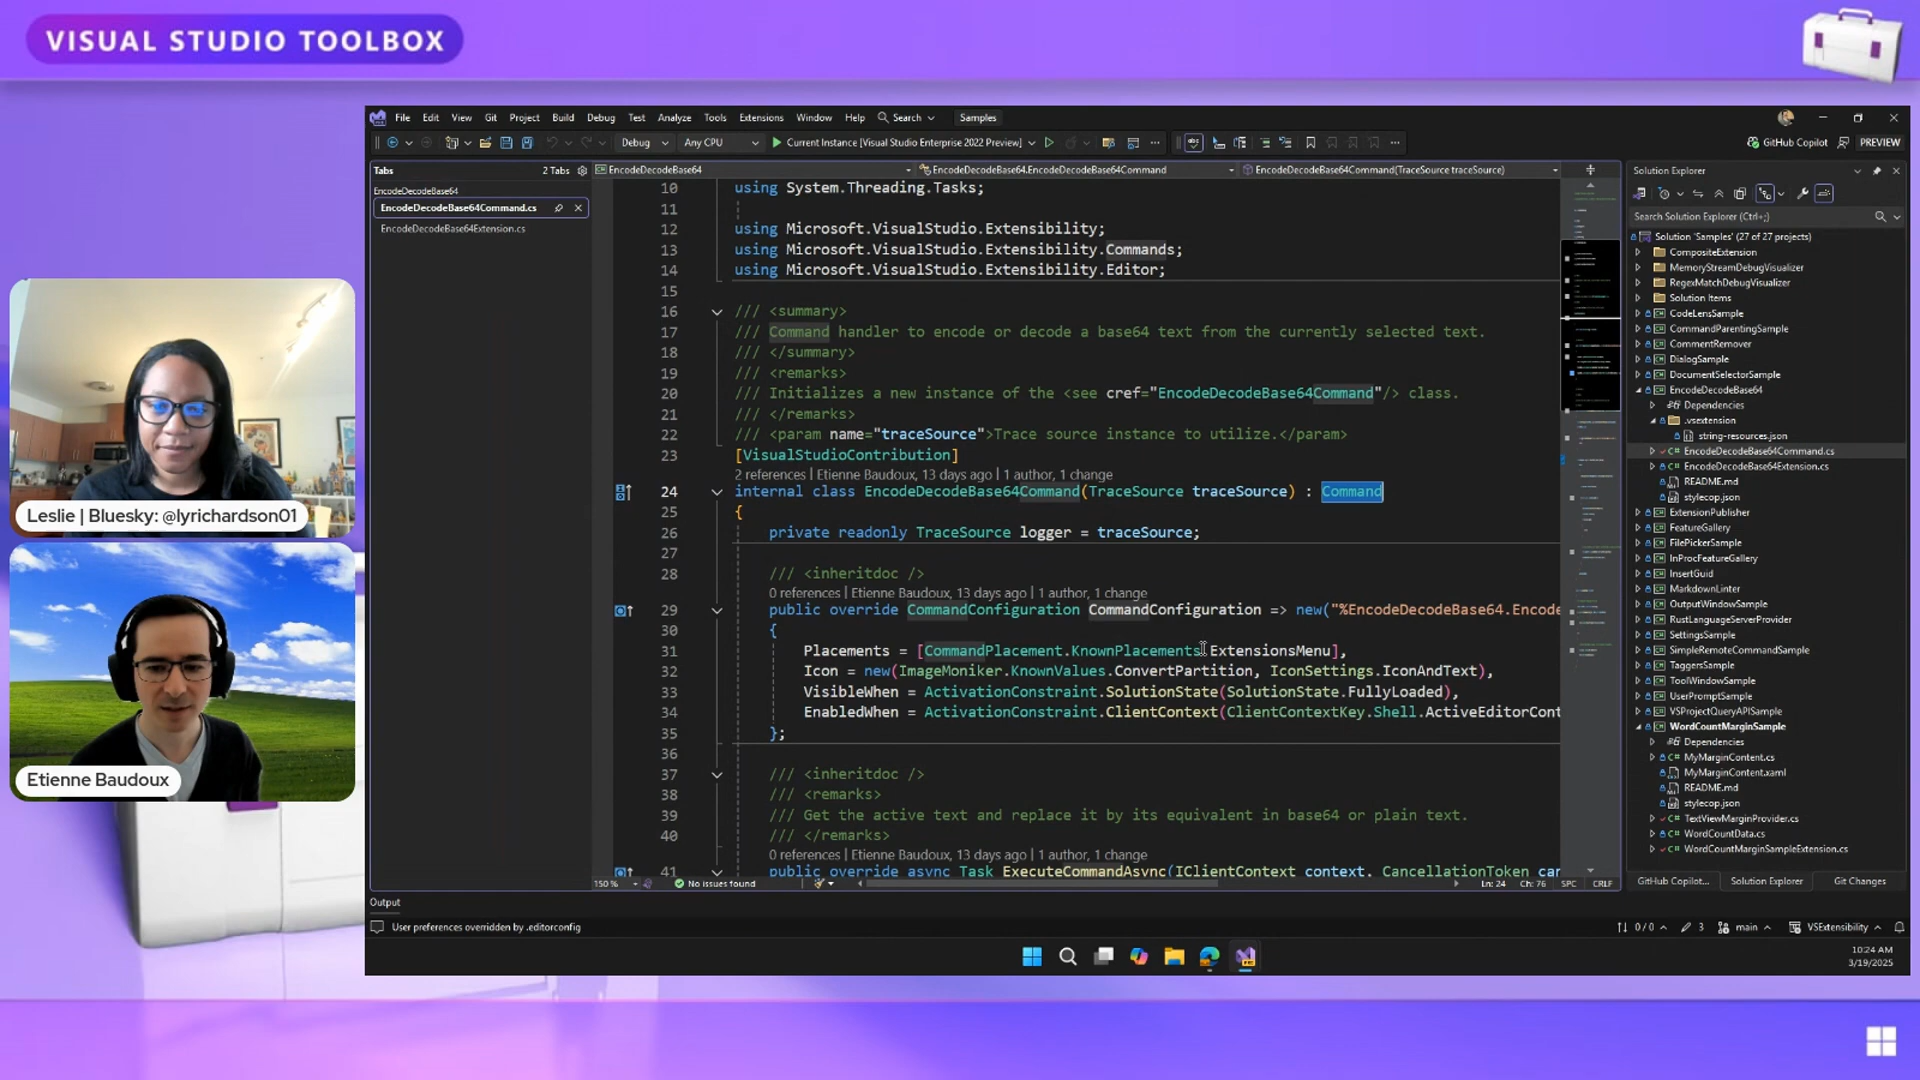 VISUAL STUDIO TOOLBOX
File Edit View Git Project Build Debug Test Analyze Tools Extensions Window Help Search Samples
Debug Any CPU Current Instance [Visual Studio Enterprise 2022 Preview] GitHub Copilot PREVIEW
Tabs 2 Tabs
EncodeDecodeBase64
EncodeDecodeBase64Command.cs
EncodeDecodeBase64Extension.cs
EncodeDecodeBase64 EncodeDecodeBase64.EncodeDecodeBase64Command EncodeDecodeBase64Command(TraceSource traceSource)
10 using System.Threading.Tasks;
11
12 using Microsoft.VisualStudio.Extensibility;
13 using Microsoft.VisualStudio.Extensibility.Commands;
14 using Microsoft.VisualStudio.Extensibility.Editor;
15
16 /// <summary>
17 /// Command handler to encode or decode a base64 text from the currently selected text.
18 /// </summary>
19 /// <remarks>
20 /// Initializes a new instance of the <see cref="EncodeDecodeBase64Command"/> class.
21 /// </remarks>
22 /// <param name="traceSource">Trace source instance to utilize.</param>
23 [VisualStudioContribution]
2 references | Etienne Baudoux, 13 days ago | 1 author, 1 change
24 internal class EncodeDecodeBase64Command(TraceSource traceSource) : Command
25 {
26 private readonly TraceSource logger = traceSource;
27
28 /// <inheritdoc />
0 references | Etienne Baudoux, 13 days ago | 1 author, 1 change
29 public override CommandConfiguration CommandConfiguration => new("%EncodeDecodeBase64.Encode
30 {
31 Placements = [CommandPlacement.KnownPlacements.ExtensionsMenu],
32 Icon = new(ImageMoniker.KnownValues.ConvertPartition, IconSettings.IconAndText),
33 VisibleWhen = ActivationConstraint.SolutionState(SolutionState.FullyLoaded),
34 EnabledWhen = ActivationConstraint.ClientContext(ClientContextKey.Shell.ActiveEditorCont
35 };
36
37 /// <inheritdoc />
38 /// <remarks>
39 /// Get the active text and replace it by its equivalent in base64 or plain text.
40 /// </remarks>
0 references | Etienne Baudoux, 13 days ago | 1 author, 1 change
41 public override async Task ExecuteCommandAsync(IClientContext context, CancellationToken can
150 % No issues found Ln: 24 Ch: 76 SPC CRLF
Solution Explorer
Search Solution Explorer (Ctrl+;)
Solution 'Samples' (27 of 27 projects)
CompositeExtension
MemoryStreamDebugVisualizer
RegexMatchDebugVisualizer
Solution Items
CodeLensSample
CommandParentingSample
CommentRemover
DialogSample
DocumentSelectorSample
EncodeDecodeBase64
Dependencies
.vsextension
string-resources.json
EncodeDecodeBase64Command.cs
EncodeDecodeBase64Extension.cs
README.md
stylecop.json
ExtensionPublisher
FeatureGallery
FilePickerSample
InProcFeatureGallery
InsertGuid
MarkdownLinter
OutputWindowSample
RustLanguageServerProvider
SettingsSample
SimpleRemoteCommandSample
TaggersSample
ToolWindowSample
UserPromptSample
VSProjectQueryAPISample
WordCountMarginSample
Dependencies
MyMarginContent.cs
MyMarginContent.xaml
README.md
stylecop.json
TextViewMarginProvider.cs
WordCountData.cs
WordCountMarginSampleExtension.cs
GitHub Copilot... Solution Explorer Git Changes
Output
User preferences overridden by .editorconfig 0 / 0 3 main VSExtensibility
10:24 AM
3/19/2025
Leslie | Bluesky: @lyrichardson01
Etienne Baudoux